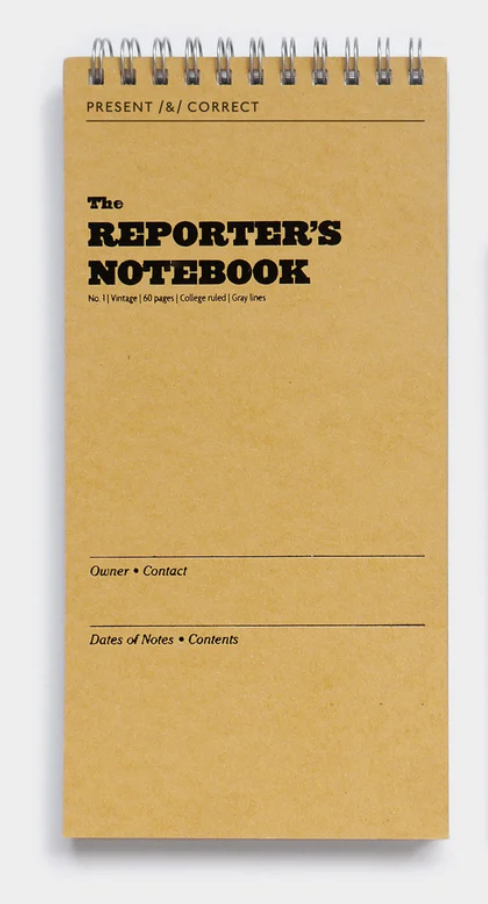 PRESENT /&/ CORRECT
The
REPORTER'S
NOTEBOOK
No. 1 | Vintage | 60 pages | College ruled | Gray lines
Owner • Contact
Dates of Notes • Contents